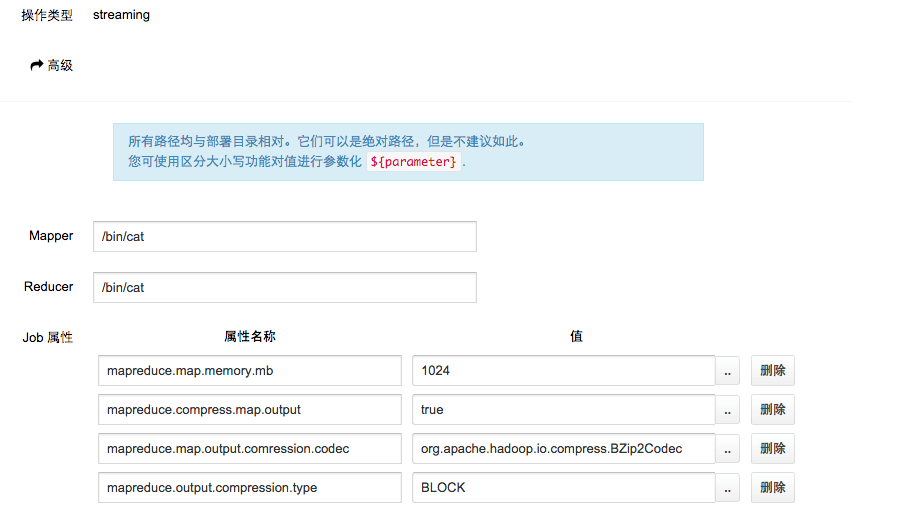 操作类型 streaming
高级
所有路径均与部署目录相对。它们可以是绝对路径，但是不建议如此。
您可使用区分大小写功能对值进行参数化 ${parameter} .
Mapper /bin/cat
Reducer /bin/cat
Job 属性 属性名称 值
mapreduce.map.memory.mb 1024 .. 删除
mapreduce.compress.map.output true .. 删除
mapreduce.map.output.comression.codec org.apache.hadoop.io.compress.BZip2Codec .. 删除
mapreduce.output.compression.type BLOCK .. 删除